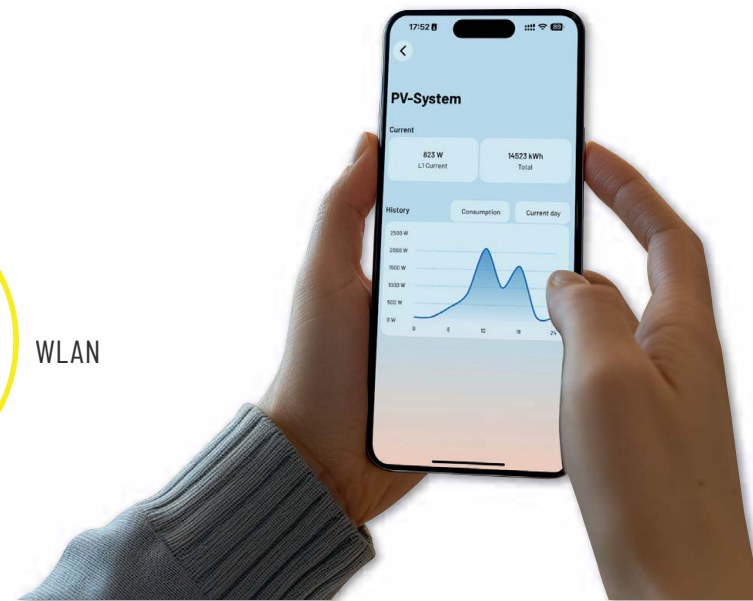 17:52
89
PV-System
Current
823 W
L1 Current
14523 kWh
Total
History
Consumption
Current day
2500 W
2000 W
1500 W
1000 W
500 W
0 W
0 6 12 18 24
WLAN